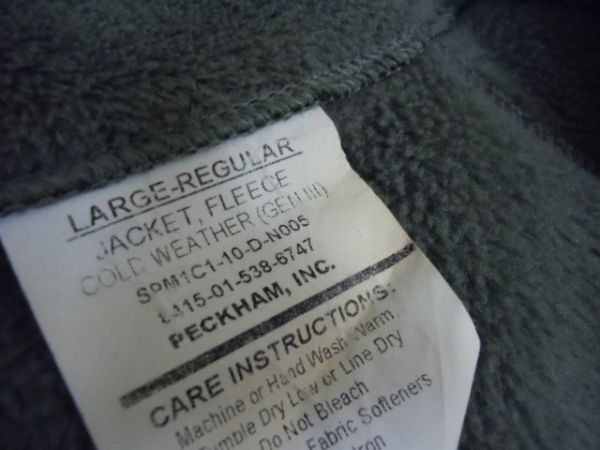 LARGE-REGULAR
JACKET, FLEECE
COLD WEATHER (GEN III)
SPM1C1-10-D-N005
8415-01-538-6747
PECKHAM, INC.
CARE INSTRUCTIONS:
Machine or Hand Wash Warm.
Tumble Dry Low or Line Dry
Do Not Bleach
Fabric Softeners